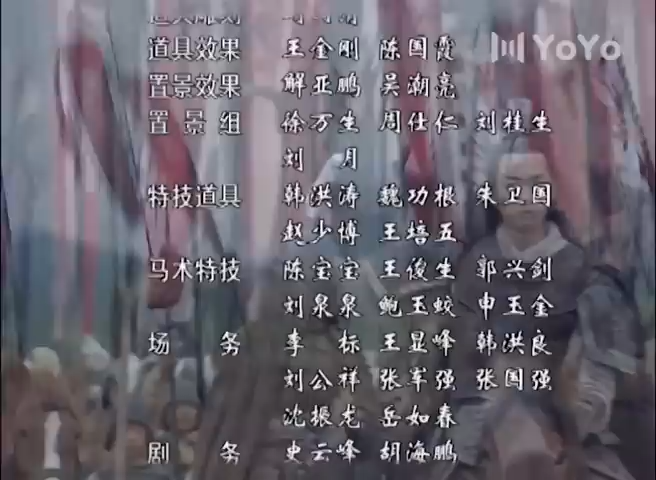 道具效果 王金刚 陈国霞
YOYO
置景效果 解亚鹏 吴潮亮
置景组 徐万生 周仕仁 刘桂生
刘月
特技道具 韩洪涛 魏功根 朱卫国
赵少博 王培五
马术特技 陈宝宝 王俊生 郭兴剑
刘泉泉 鲍玉蛟 申玉金
场务 李标 王显峰 韩洪良
刘公祥 张军强 张国强
沈振龙 岳如春
剧务 史云峰 胡海鹏